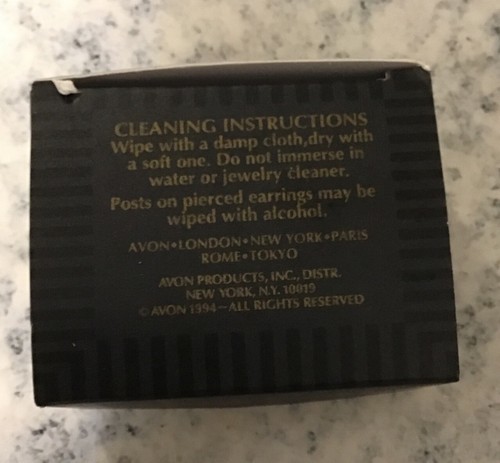 CLEANING INSTRUCTIONS
Wipe with a damp cloth,dry with
a soft one. Do not immerse in
water or jewelry cleaner.
Posts on pierced earrings may be
wiped with alcohol.
AVON•LONDON•NEW YORK•PARIS
ROME•TOKYO
AVON PRODUCTS, INC., DISTR.
NEW YORK, N.Y. 10019
© AVON 1994—ALL RIGHTS RESERVED